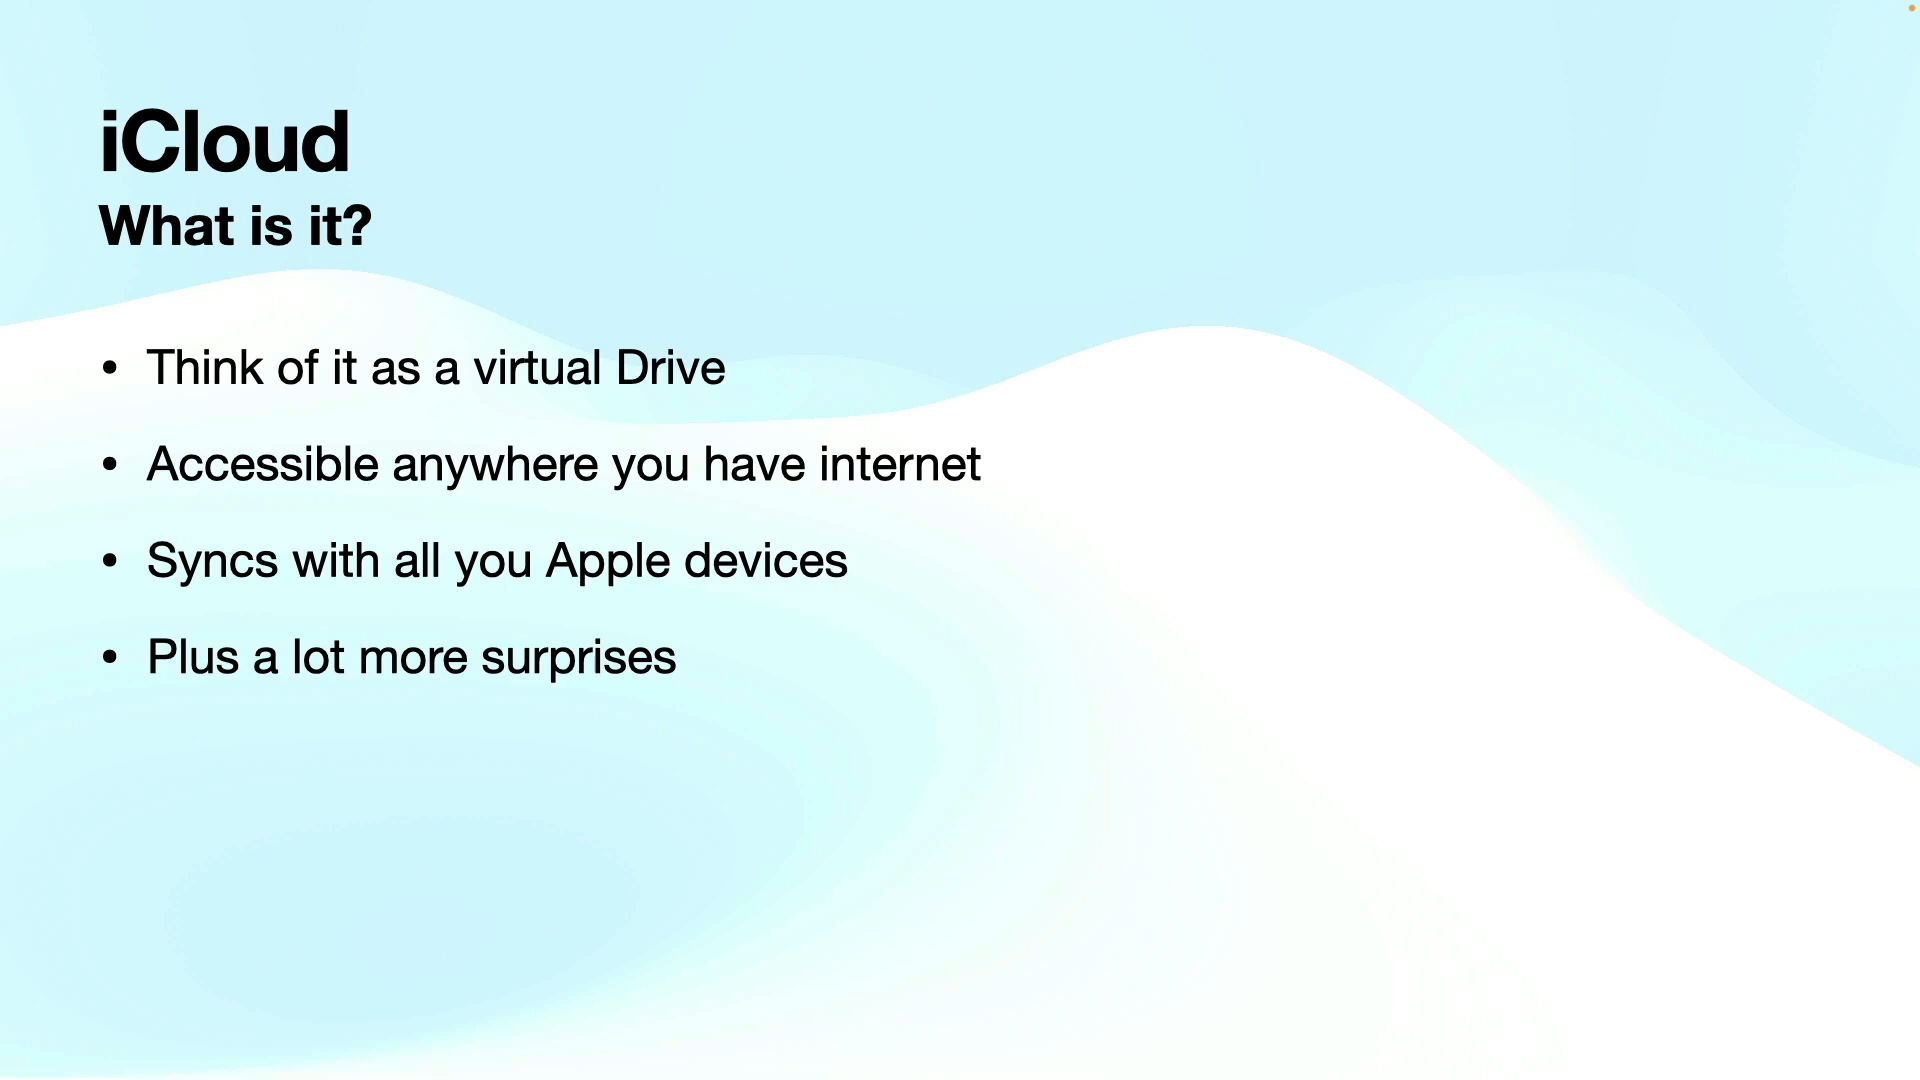 iCloud
What is it?
• Think of it as a virtual Drive
• Accessible anywhere you have internet
• Syncs with all you Apple devices
• Plus a lot more surprises